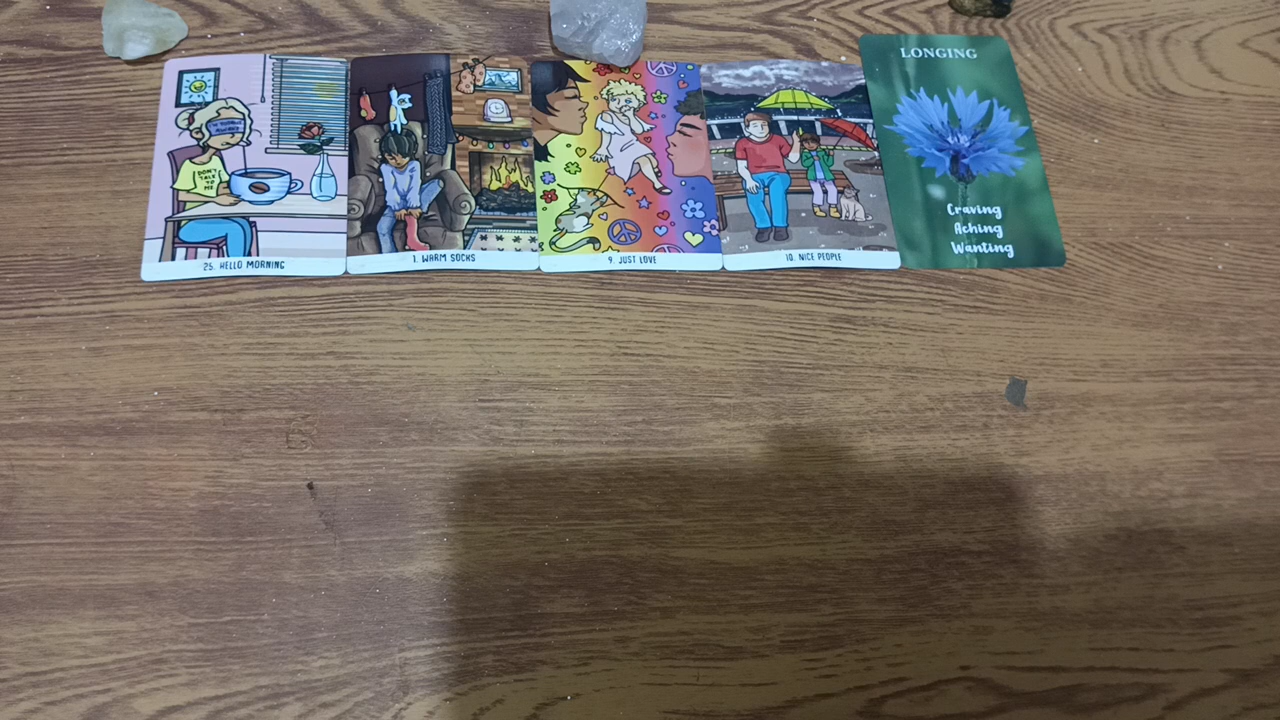 DON'T
TALK
TO
ME
25. HELLO MORNING
1. WARM SOCKS
9. JUST LOVE
10. NICE PEOPLE
LONGING
Craving
Aching
Wanting